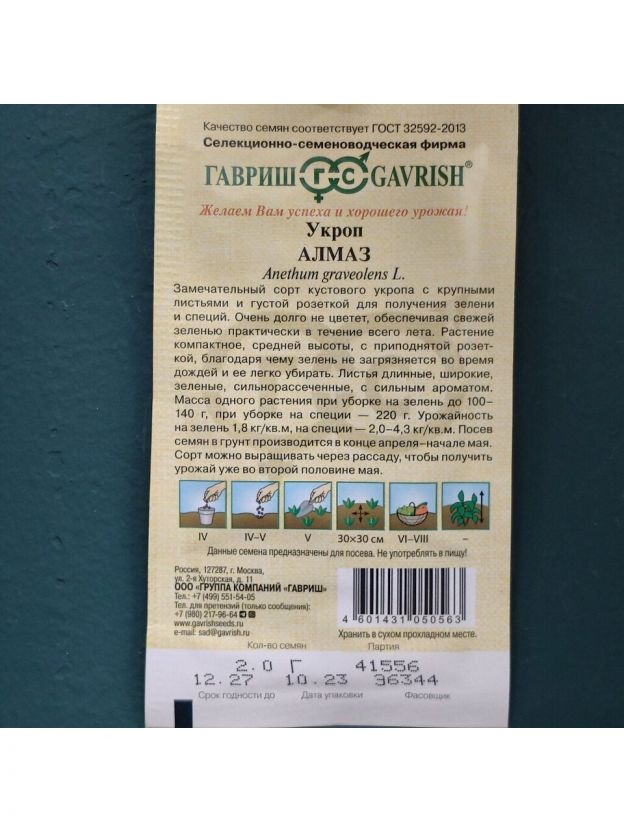 Качество семян соответствует ГОСТ 32592-2013
Селекционно-семеноводческая фирма
ГАВРИШ ГС GAVRISH®
Желаем Вам успеха и хорошего урожая!
Укроп
АЛМАЗ
Anethum graveolens L.
Замечательный сорт кустового укропа с крупными
листьями и густой розеткой для получения зелени
и специй. Очень долго не цветет, обеспечивая свежей
зеленью практически в течение всего лета. Растение
компактное, средней высоты, с приподнятой розет-
кой, благодаря чему зелень не загрязняется во время
дождей и ее легко убирать. Листья длинные, широкие,
зеленые, сильнорассеченные, с сильным ароматом.
Масса одного растения при уборке на зелень до 100–
140 г, при уборке на специи — 220 г. Урожайность
на зелень 1,8 кг/кв.м, на специи — 2,0–4,3 кг/кв.м. Посев
семян в грунт производится в конце апреля–начале мая.
Сорт можно выращивать через рассаду, чтобы получить
урожай уже во второй половине мая.
IV IV–V V 30×30 см VI–VIII –
Данные семена предназначены для посева. Не употреблять в пищу!
Россия, 127287, г. Москва,
ул. 2-я Хуторская, д. 11
ООО «ГРУППА КОМПАНИЙ "ГАВРИШ"»
Тел.: +7 (499) 551-54-05
Тел. для претензий (только сообщения):
+7 (980) 217-96-64
www.gavrishseeds.ru
e-mail: sad@gavrish.ru
4 601431 050563
Хранить в сухом прохладном месте.
Кол-во семян Партия
2.0 Г 41556
12.27 10.23 36344
Срок годности до Дата упаковки Фасовщик